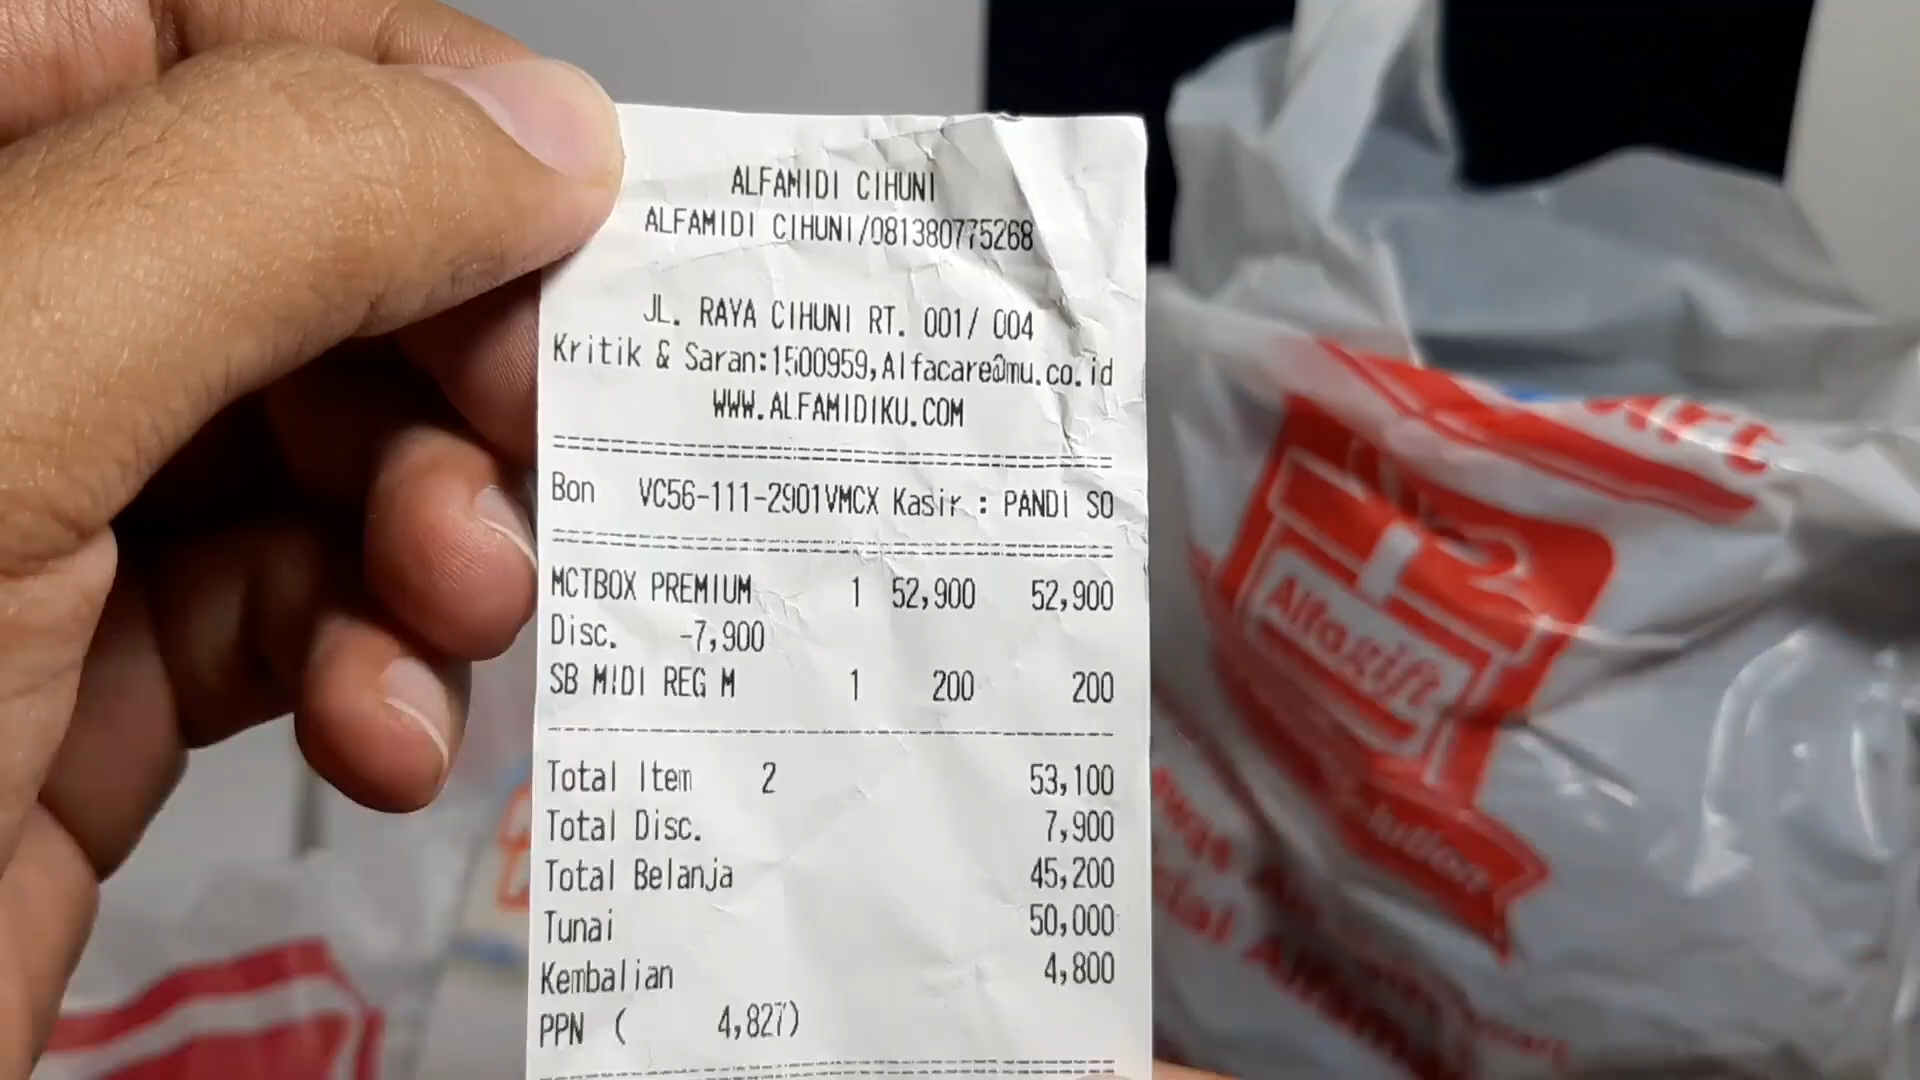 ALFAMIDI CIHUNI
ALFAMIDI CIHUNI/081380775268
JL. RAYA CIHUNI RT. 001/ 004
Kritik & Saran:1500959,Alfacare@mu.co.id
WWW.ALFAMIDIKU.COM
Bon VC56-111-2901VMCX Kasir : PANDI SO
MCTBOX PREMIUM 1 52,900 52,900
Disc. -7,900
SB MIDI REG M 1 200 200
Total Item 2 53,100
Total Disc. 7,900
Total Belanja 45,200
Tunai 50,000
Kembalian 4,800
PPN ( 4,827)
Alfagift